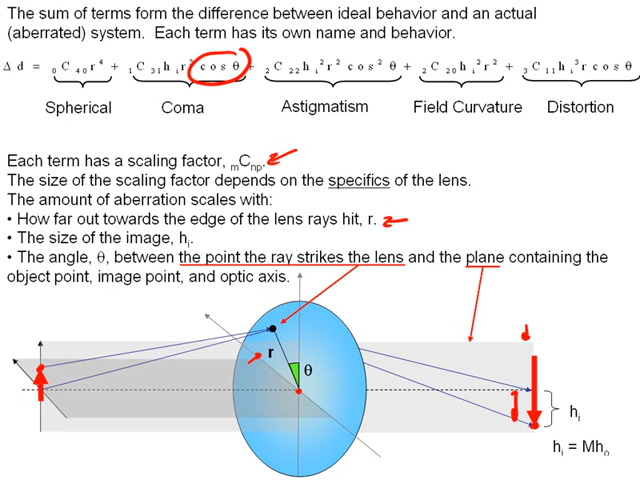 The sum of terms form the difference between ideal behavior and an actual
(aberrated) system. Each term has its own name and behavior.
Δ d = ₀C₄₀r⁴ + ₁C₃₁hᵢr³cosθ + ₂C₂₂hᵢ²r²cos²θ + ₂C₂₀hᵢ²r² + ₃C₁₁hᵢ³r cosθ
Spherical Coma Astigmatism Field Curvature Distortion
Each term has a scaling factor, ₘCₙₚ.
The size of the scaling factor depends on the specifics of the lens.
The amount of aberration scales with:
• How far out towards the edge of the lens rays hit, r.
• The size of the image, hᵢ.
• The angle, θ, between the point the ray strikes the lens and the plane containing the
object point, image point, and optic axis.
d
r
θ
hᵢ
hᵢ = Mhₒ